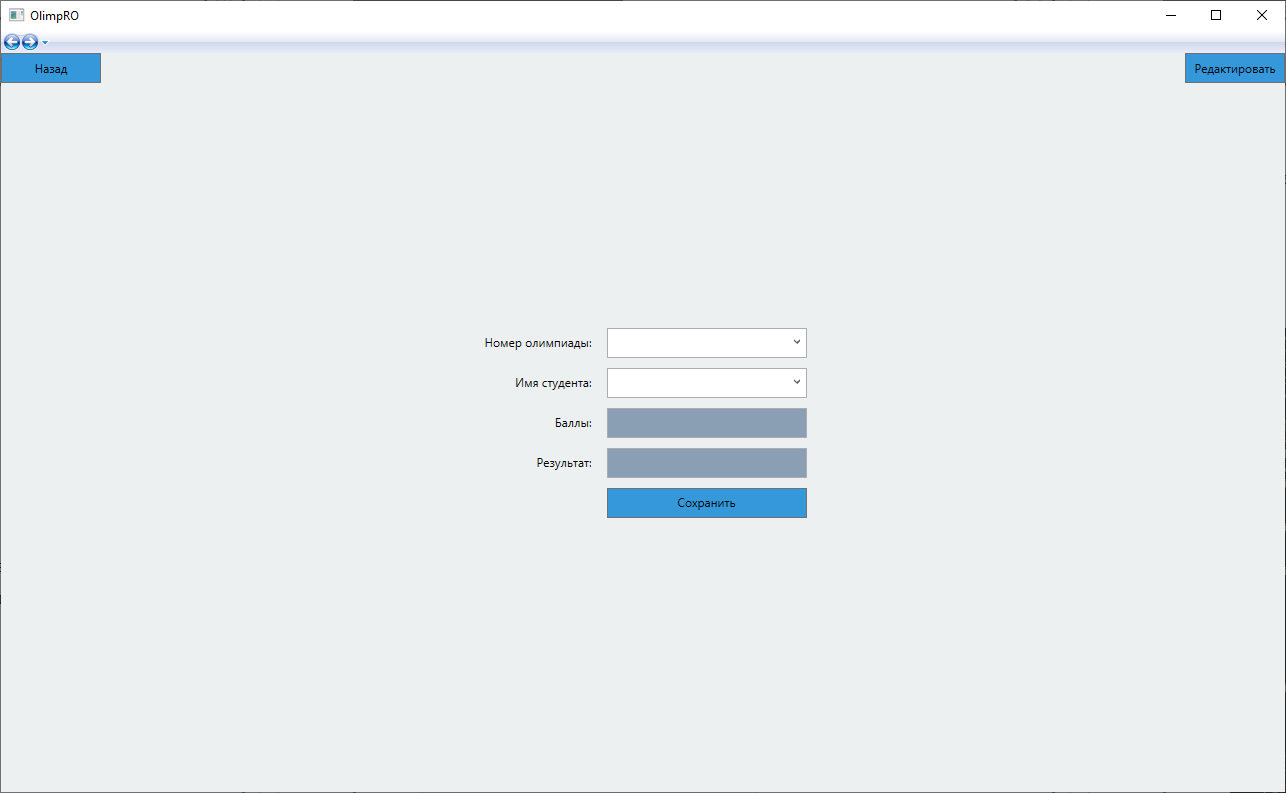 OlimpRO
Назад
Редактировать
Номер олимпиады:
Имя студента:
Баллы:
Результат:
Сохранить